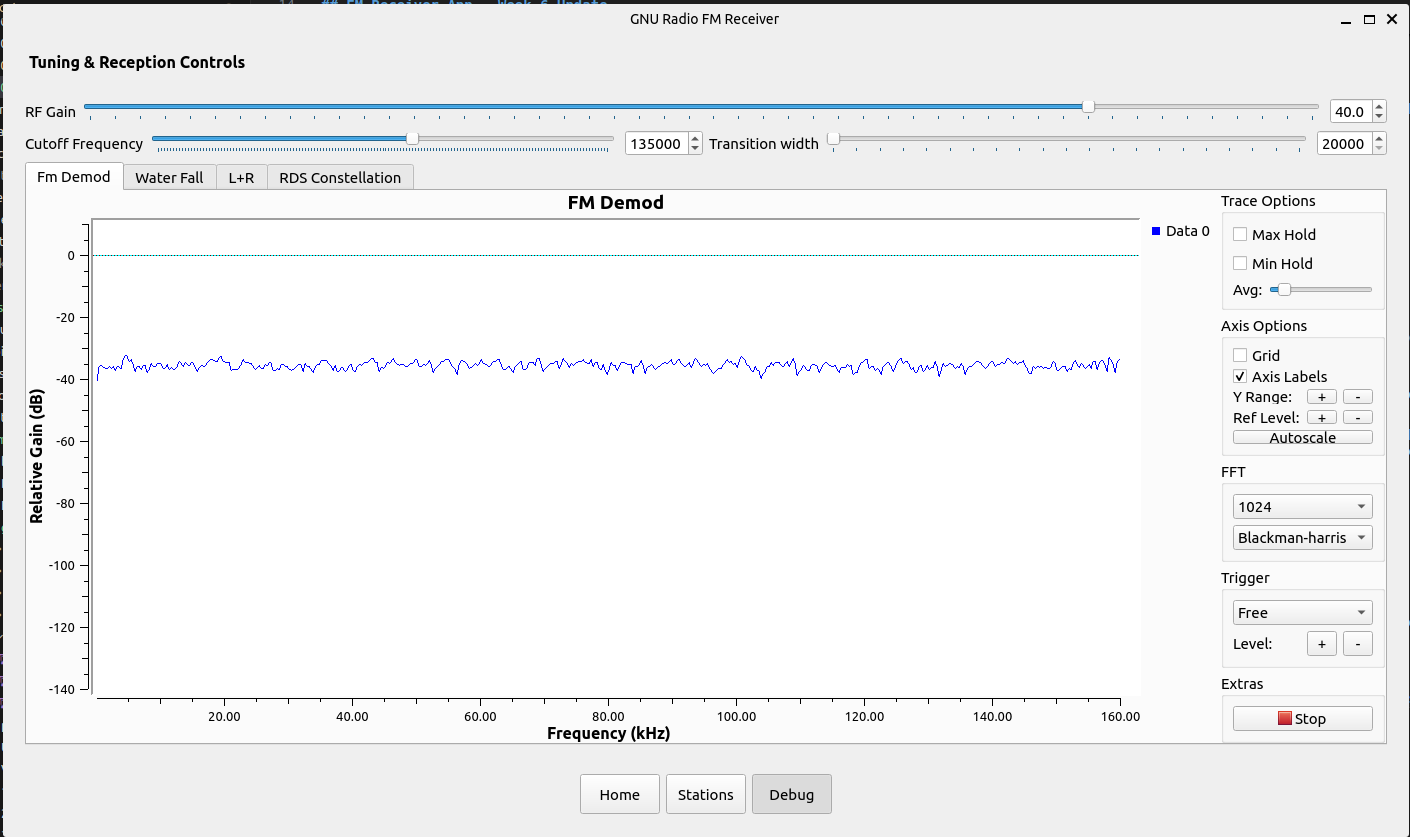 GNU Radio FM Receiver
Tuning & Reception Controls
RF Gain 40.0
Cutoff Frequency 135000 Transition width 20000
Fm Demod Water Fall L+R RDS Constellation
FM Demod
Data 0
Relative Gain (dB)
0
-20
-40
-60
-80
-100
-120
-140
20.00 40.00 60.00 80.00 100.00 120.00 140.00 160.00
Frequency (kHz)
Trace Options
Max Hold
Min Hold
Avg:
Axis Options
Grid
Axis Labels
Y Range: + -
Ref Level: + -
Autoscale
FFT
1024
Blackman-harris
Trigger
Free
Level: + -
Extras
Stop
Home Stations Debug